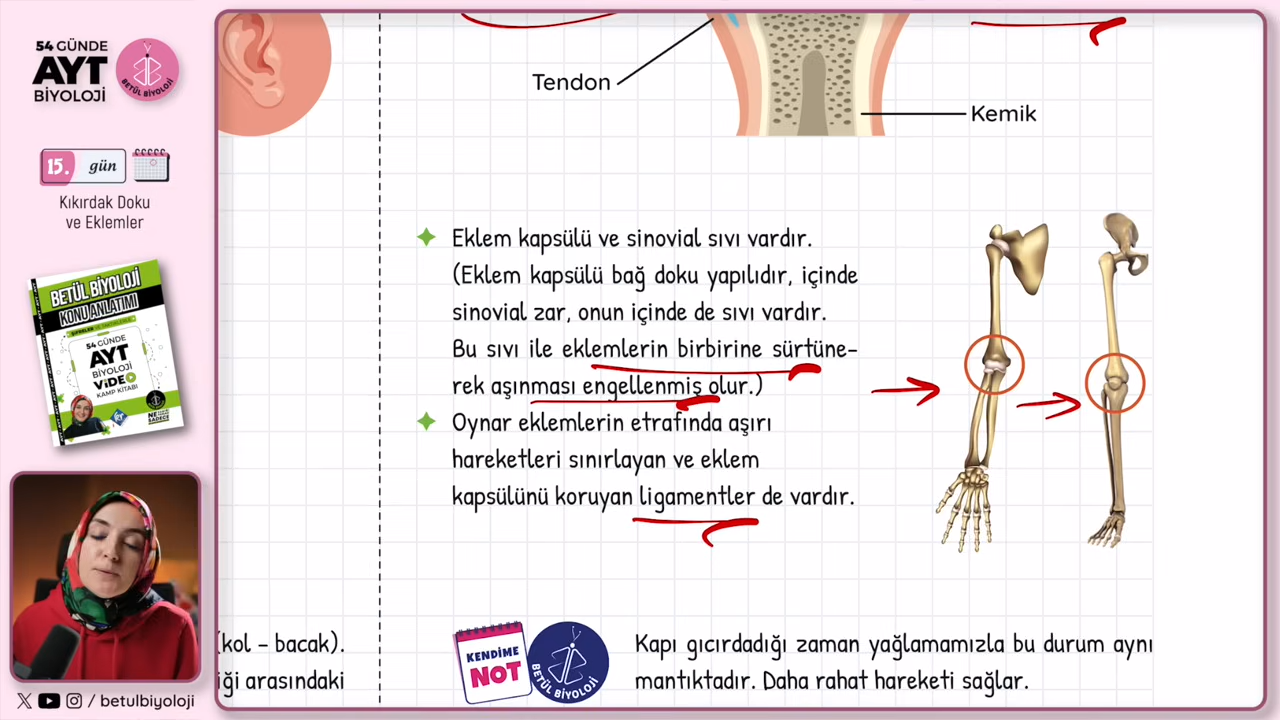 54 GÜNDE
AYT
BİYOLOJİ
BETÜL BİYOLOJİ
15. gün
Kıkırdak Doku
ve Eklemler
BETÜL BİYOLOJİ
KONU ANLATIMI
54 GÜNDE
AYT
BİYOLOJİ
VİDEO
KAMP KİTABI
/ betulbiyoloji
Tendon
Kemik
Eklem kapsülü ve sinovial sıvı vardır.
(Eklem kapsülü bağ doku yapılıdır, içinde
sinovial zar, onun içinde de sıvı vardır.
Bu sıvı ile eklemlerin birbirine sürtüne-
rek aşınması engellenmiş olur.)
Oynar eklemlerin etrafında aşırı
hareketleri sınırlayan ve eklem
kapsülünü koruyan ligamentler de vardır.
(kol - bacak).
iği arasındaki
KENDİME
NOT
BETÜL BİYOLOJİ
Kapı gıcırdadığı zaman yağlamamızla bu durum aynı
mantıktadır. Daha rahat hareketi sağlar.